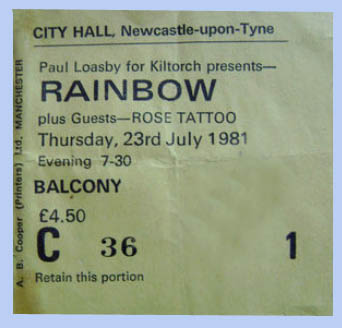 CITY HALL, Newcastle-upon-Tyne
Paul Loasby for Kiltorch presents—
RAINBOW
plus Guests—ROSE TATTOO
Thursday, 23rd July 1981
Evening 7-30
BALCONY
£4.50
C 36 1
Retain this portion
A. B. Cooper (Printers) Ltd. MANCHESTER